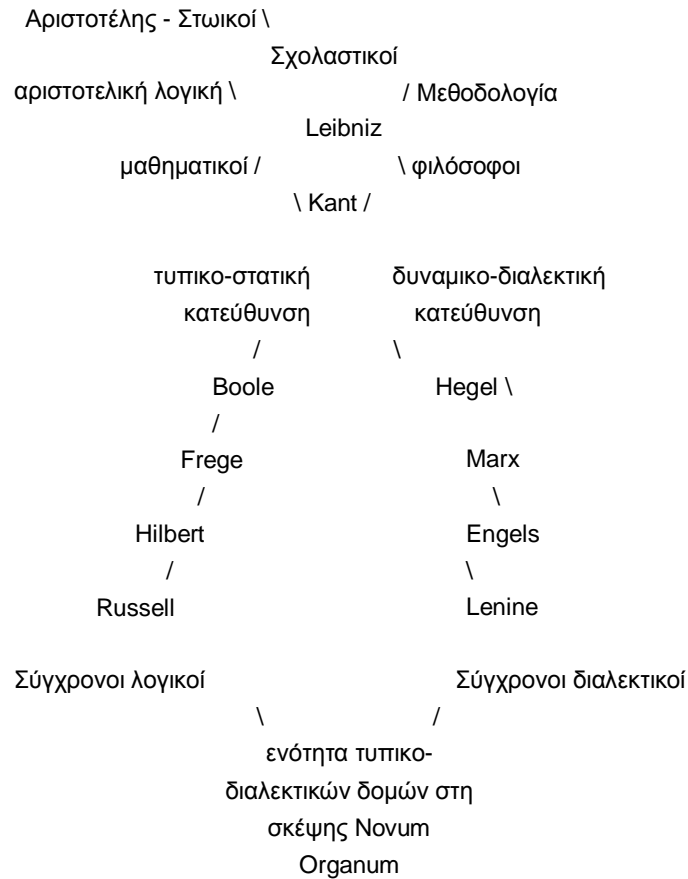 Αριστοτέλης - Στωικοί \
Σχολαστικοί
αριστοτελική λογική \ / Μεθοδολογία
Leibniz
μαθηματικοί / \ φιλόσοφοι
\ Kant /
τυπικο-στατική δυναμικο-διαλεκτική
κατεύθυνση κατεύθυνση
/ \
Boole Hegel \
/
Frege Marx
/ \
Hilbert Engels
/ \
Russell Lenine
Σύγχρονοι λογικοί Σύγχρονοι διαλεκτικοί
\ /
ενότητα τυπικο-
διαλεκτικών δομών στη
σκέψης Novum
Organum